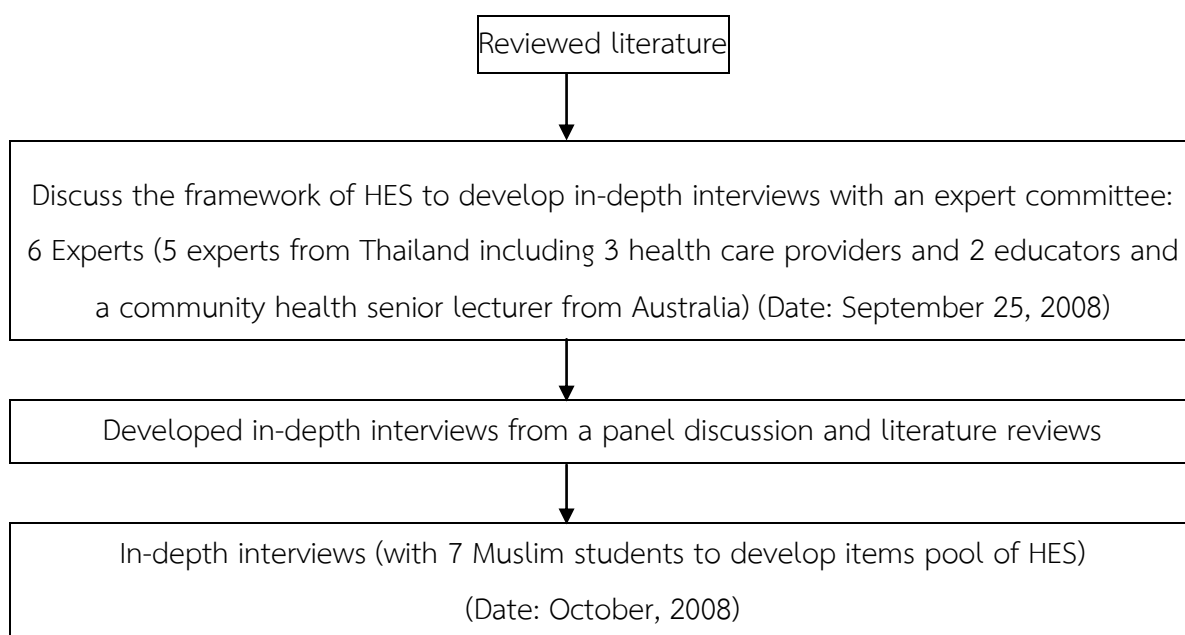 Reviewed literature
Discuss the framework of HES to develop in-depth interviews with an expert committee:
6 Experts (5 experts from Thailand including 3 health care providers and 2 educators and
a community health senior lecturer from Australia) (Date: September 25, 2008)
Developed in-depth interviews from a panel discussion and literature reviews
In-depth interviews (with 7 Muslim students to develop items pool of HES)
(Date: October, 2008)